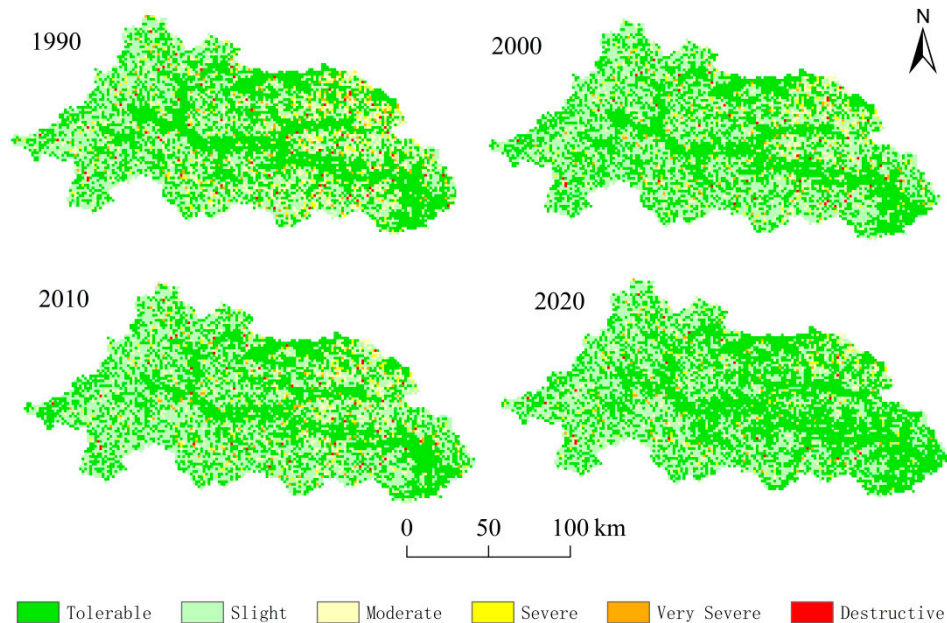 N
1990
2000
2010
2020
0 50 100 km
Tolerable Slight Moderate Severe Very Severe Destructive